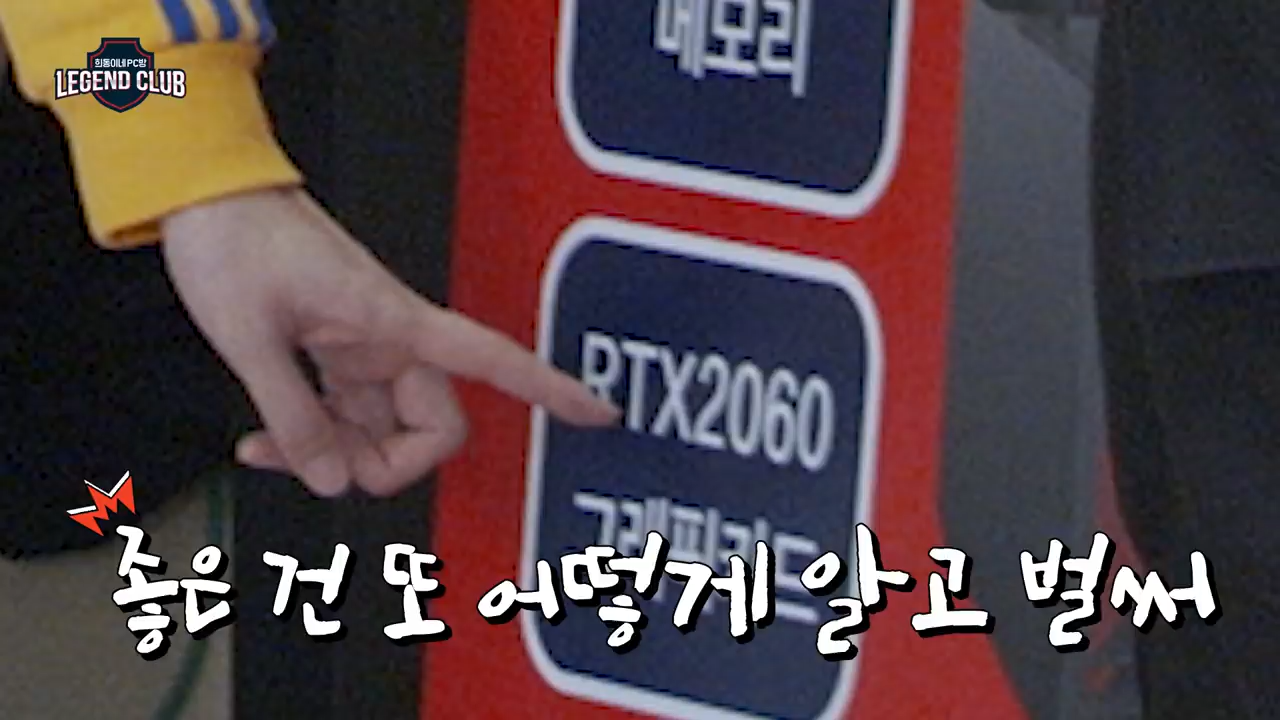 희동이네 PC방
LEGEND CLUB
메모리
RTX2060
그래픽카드
좋은 건 또 어떻게 알고 벌써